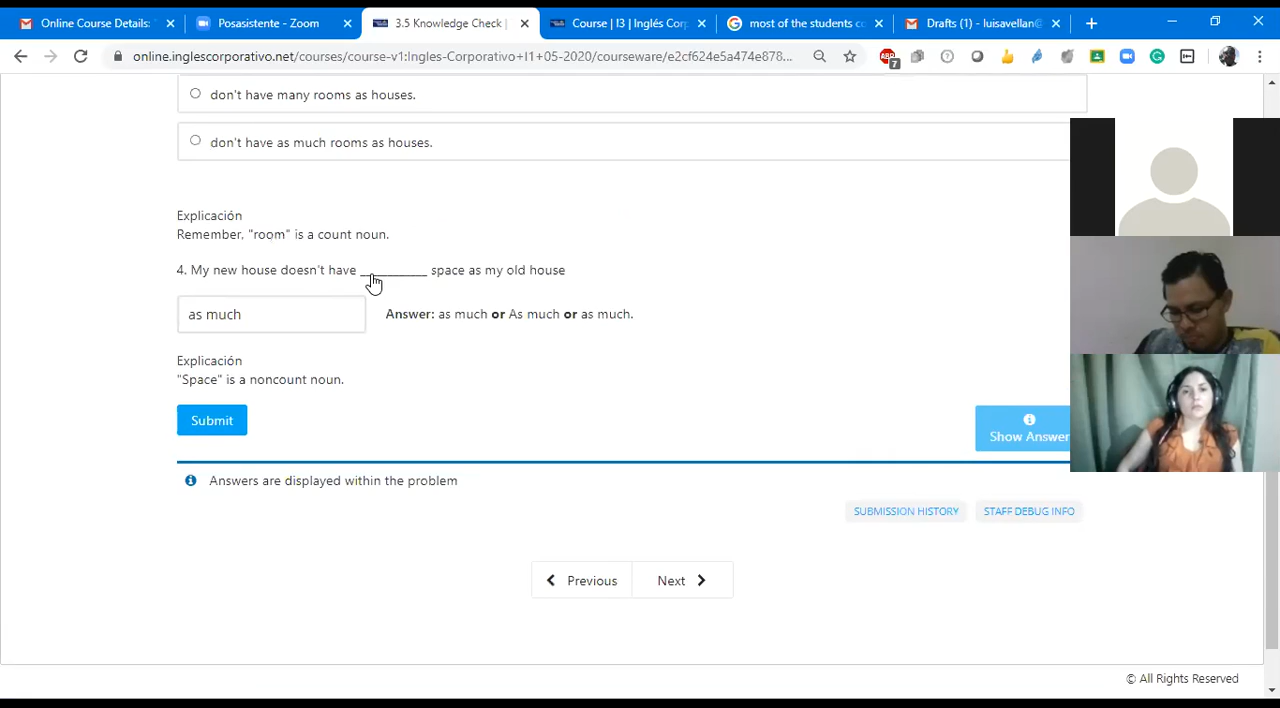 Online Course Details:
Posasistente - Zoom
3.5 Knowledge Check |
Course | I3 | Inglés Corp
most of the students co
Drafts (1) - luisavellan@
online.inglescorporativo.net/courses/course-v1:Ingles-Corporativo+I1+05-2020/courseware/e2cf624e5a474e878...
7
don't have many rooms as houses.
don't have as much rooms as houses.
Explicación
Remember, "room" is a count noun.
4. My new house doesn't have __________ space as my old house
as much
Answer: as much or As much or as much.
Explicación
"Space" is a noncount noun.
Submit
Show Answer
Answers are displayed within the problem
SUBMISSION HISTORY
STAFF DEBUG INFO
Previous
Next
© All Rights Reserved